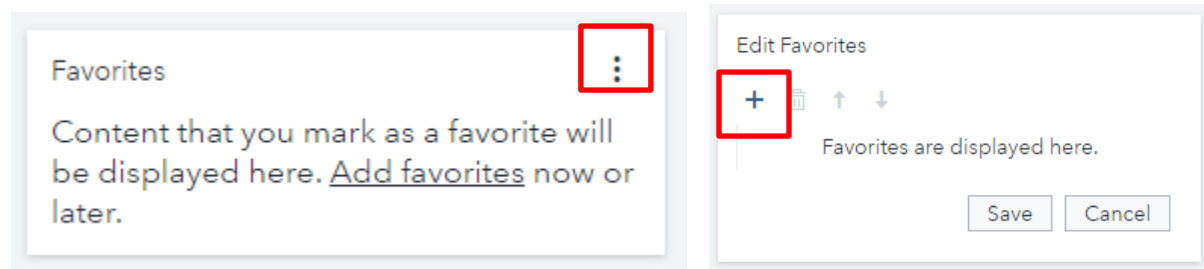 Favorites
Content that you mark as a favorite will
be displayed here. Add favorites now or
later.
Edit Favorites
Favorites are displayed here.
Save Cancel